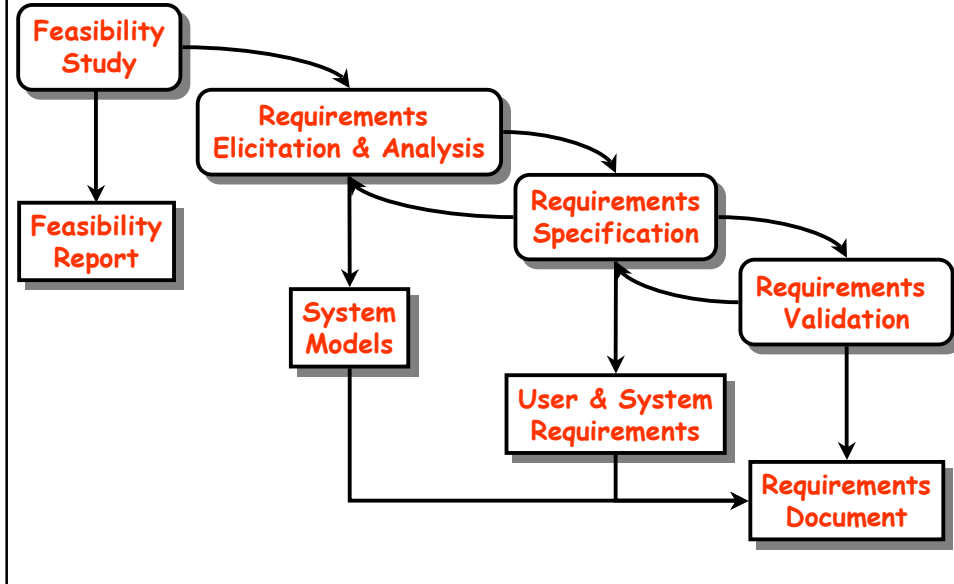 Feasibility
Study
Requirements
Elicitation & Analysis
Requirements
Specification
Feasibility
Report
Requirements
Validation
System
Models
User & System
Requirements
Requirements
Document